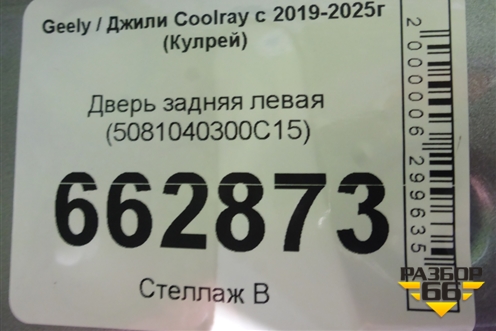 Geely / Джили Coolray с 2019-2025г
(Кулрей)
Дверь задняя левая
(5081040300C15)
662873
Стеллаж В
2000006299635
РАЗБОР
66